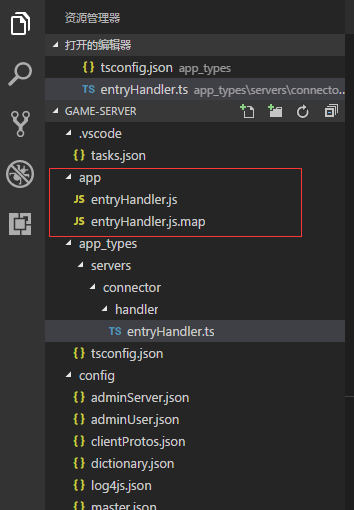 资源管理器
打开的编辑器
{} tsconfig.json app_types
TS entryHandler.ts app_types\servers\connecto...
GAME-SERVER
.vscode
{} tasks.json
app
JS entryHandler.js
JS entryHandler.js.map
app_types
servers
connector
handler
TS entryHandler.ts
{} tsconfig.json
config
{} adminServer.json
{} adminUser.json
{} clientProtos.json
{} dictionary.json
{} log4js.json
{} master.json